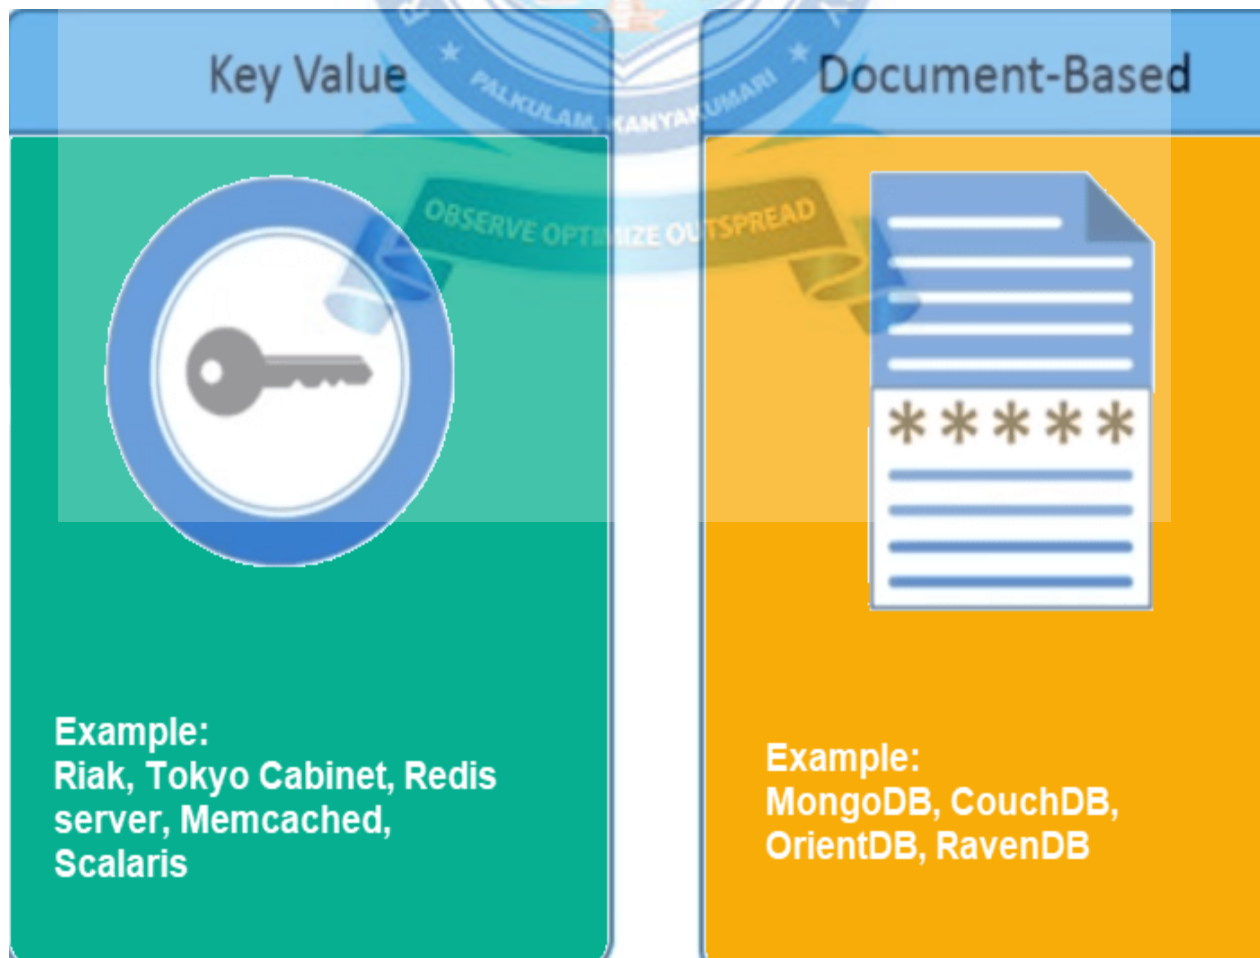 Key Value
Example:
Riak, Tokyo Cabinet, Redis
server, Memcached,
Scalaris
Document-Based
Example:
MongoDB, CouchDB,
OrientDB, RavenDB
★ PALKULAM, KANYAKUMARI ★
OBSERVE OPTIMIZE OUTSPREAD
*****